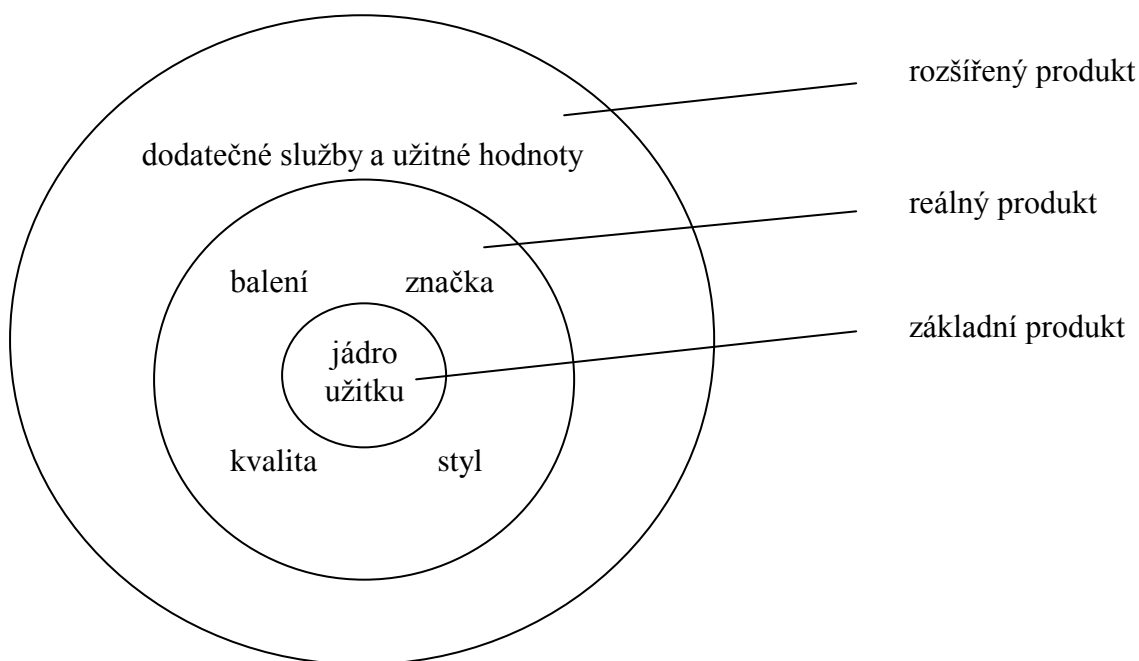 rozšířený produkt
dodatečné služby a užitné hodnoty
reálný produkt
balení značka
základní produkt
jádro
užitku
kvalita styl